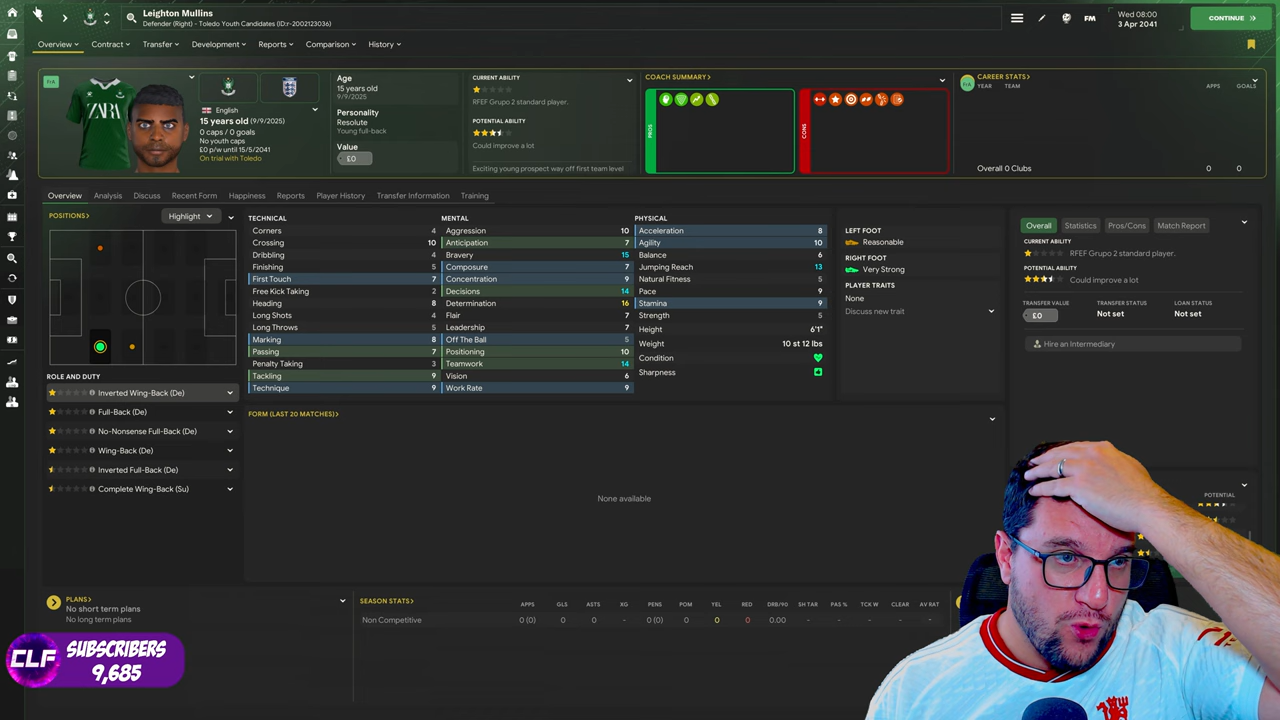 Leighton Mullins
Defender (Right) - Toledo Youth Candidates (ID:r-2002123036)
FM
Wed 08:00
3 Apr 2041
CONTINUE
Overview
Contract
Transfer
Development
Reports
Comparison
History
FIA
ZARA
English
15 years old (9/9/2025)
0 caps / 0 goals
No youth caps
£0 p/w until 15/5/2041
On trial with Toledo
Age
15 years old
9/9/2025
Personality
Resolute
Young full-back
Value
£0
CURRENT ABILITY
RFEF Grupo 2 standard player.
POTENTIAL ABILITY
Could improve a lot
Exciting young prospect way off first team level
COACH SUMMARY
PROS
CONS
CAREER STATS
YEAR TEAM APPS GOALS
Overall 0 Clubs 0 0
Overview
Analysis
Discuss
Recent Form
Happiness
Reports
Player History
Transfer Information
Training
POSITIONS
Highlight
ROLE AND DUTY
Inverted Wing-Back (De)
Full-Back (De)
No-Nonsense Full-Back (De)
Wing-Back (De)
Inverted Full-Back (De)
Complete Wing-Back (Su)
TECHNICAL
Corners 4
Crossing 10
Dribbling 4
Finishing 5
First Touch 7
Free Kick Taking 2
Heading 8
Long Shots 4
Long Throws 5
Marking 8
Passing 7
Penalty Taking 3
Tackling 9
Technique 9
MENTAL
Aggression 10
Anticipation 7
Bravery 15
Composure 7
Concentration 9
Decisions 14
Determination 16
Flair 7
Leadership 7
Off The Ball 5
Positioning 10
Teamwork 14
Vision 6
Work Rate 9
PHYSICAL
Acceleration 8
Agility 10
Balance 6
Jumping Reach 13
Natural Fitness 5
Pace 9
Stamina 9
Strength 5
Height 6'1"
Weight 10 st 12 lbs
Condition
Sharpness
LEFT FOOT
Reasonable
RIGHT FOOT
Very Strong
PLAYER TRAITS
None
Discuss new trait
Overall
Statistics
Pros/Cons
Match Report
CURRENT ABILITY
RFEF Grupo 2 standard player.
POTENTIAL ABILITY
Could improve a lot
TRANSFER VALUE
£0
TRANSFER STATUS
Not set
LOAN STATUS
Not set
Hire an Intermediary
FORM (LAST 20 MATCHES)
None available
POTENTIAL
PLANS
No short term plans
No long term plans
SEASON STATS
APPS GLS ASTS XG PENS POM YEL RED DRB/90 SH TAR PAS % TCK W CLEAR AV RAT
Non Competitive 0 (0) 0 0 - 0 (0) 0 0 0 0.00 - - - - -
CLF
SUBSCRIBERS
9,685